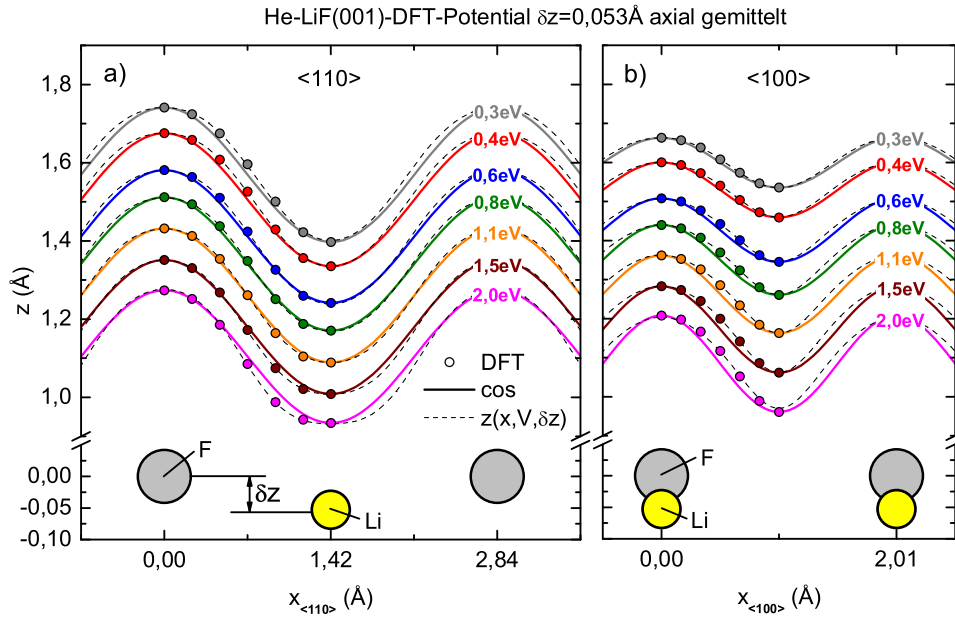 He-LiF(001)-DFT-Potential δz=0,053Å axial gemittelt
a)
<110>
1,8
1,6
1,4
1,2
1,0
0,00
-0,05
-0,10
z (Å)
0,3eV
0,4eV
0,6eV
0,8eV
1,1eV
1,5eV
2,0eV
DFT
cos
z(x,V,δz)
F
δz
Li
0,00
1,42
2,84
x<110> (Å)
b)
<100>
0,3eV
0,4eV
0,6eV
0,8eV
1,1eV
1,5eV
2,0eV
F
Li
0,00
2,01
x<100> (Å)